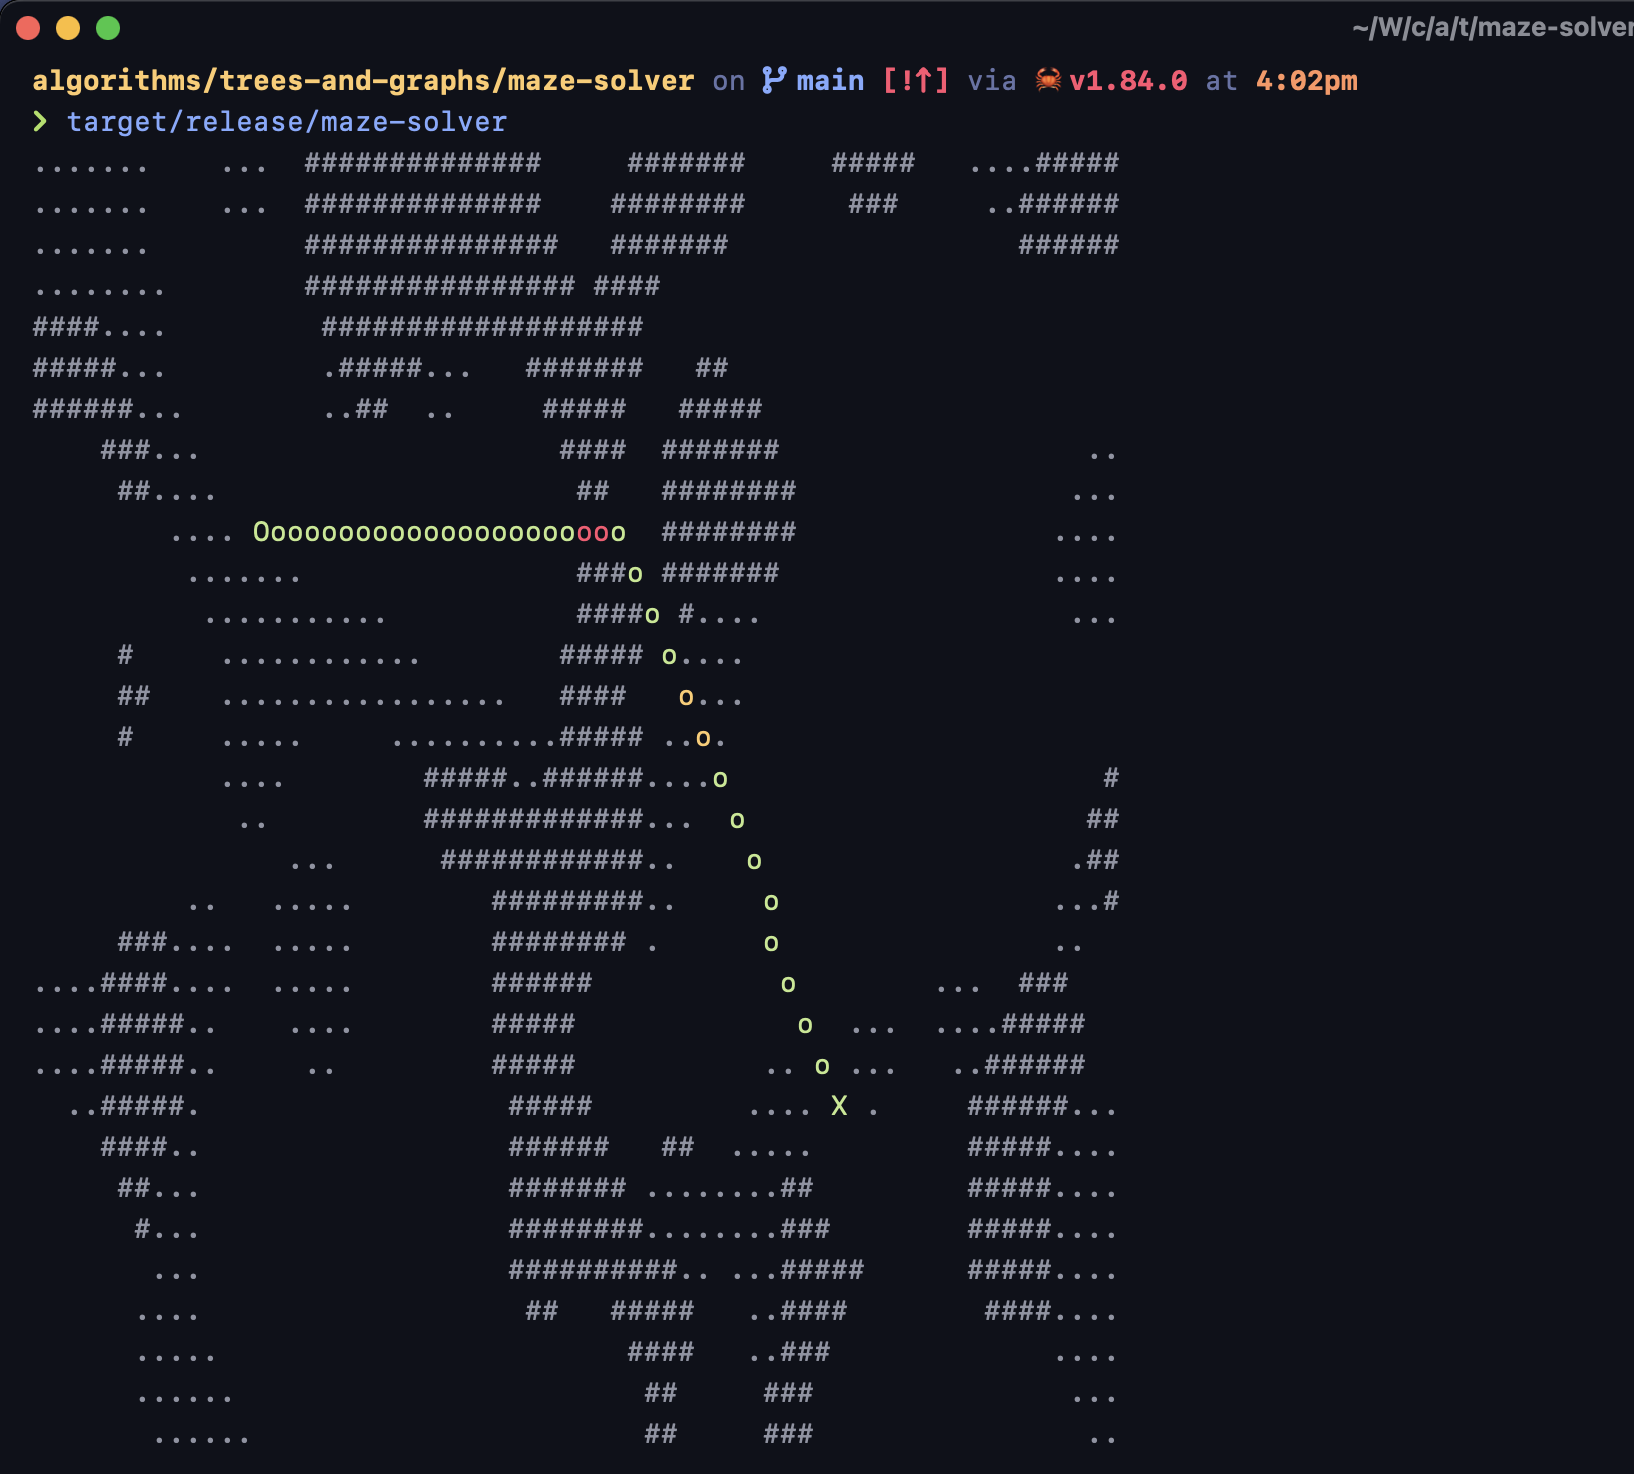 ~/W/c/a/t/maze-solver
algorithms/trees-and-graphs/maze-solver on main [!↑] via 🦀 v1.84.0 at 4:02pm
❯ target/release/maze-solver
.......    ...  ##############     #######     #####   ....#####
.......    ...  ##############    ########      ###     ..######
.......         ###############   #######                 ######
........        ################ ####
####....         ###################
#####...         .#####...   #######   ##
######...        ..##  ..     #####   #####
    ###...                     ####  #######                  ..
     ##....                     ##   ########                ...
        .... Oooooooooooooooooooooo  ########               ....
         .......                ###o #######                ....
          ...........           ####o #....                  ...
     #     ............        ##### o....
     ##    ................   ####   o...
     #     .....     ..........##### ..o.
           ....        #####..######....o                      #
            ..         #############...  o                    ##
               ...      ############..    o                  .##
         ..   .....        #########..     o                ...#
     ###....  .....        ######## .      o                ..
....####....  .....        ######           o        ...  ###
....#####..    ....        #####             o  ...  ....#####
....#####..     ..         #####           .. o ...   ..######
  ..#####.                  #####         .... X .     ######...
    ####..                  ######   ##  .....         #####....
     ##...                  ####### ........##         #####....
      #...                  ########........###        #####....
       ...                  ##########.. ...#####      #####....
      ....                   ##   #####   ..####        ####....
      .....                        ####   ..###             ....
      ......                        ##     ###               ...
       ......                       ##     ###                ..